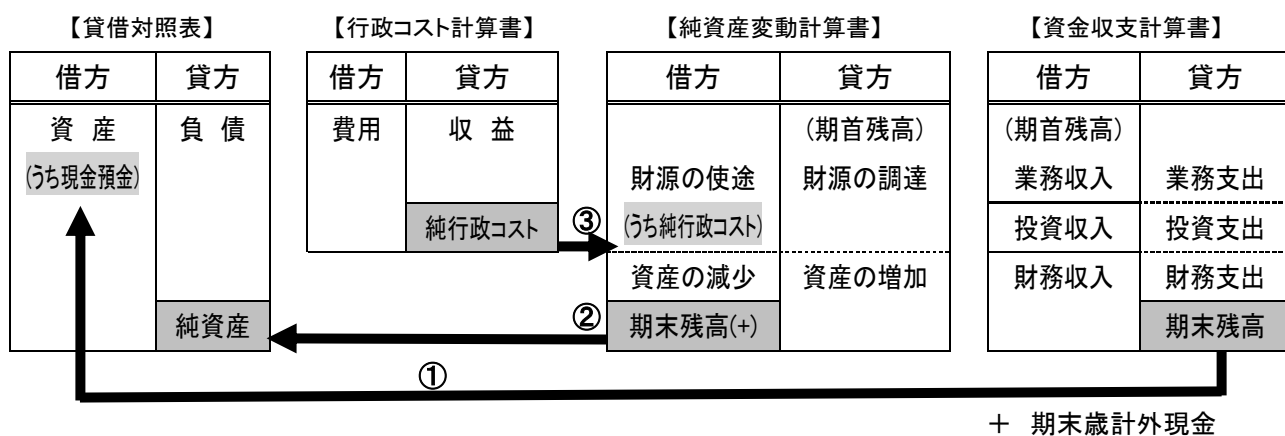 【貸借対照表】 【行政コスト計算書】 【純資産変動計算書】 【資金収支計算書】
借方 貸方 借方 貸方 借方 貸方 借方 貸方
資 産 負 債 費用 収 益 (期首残高) (期首残高)
(うち現金預金) 財源の使途 財源の調達 業務収入 業務支出
純行政コスト ③ (うち純行政コスト) 投資収入 投資支出
資産の減少 資産の増加 財務収入 財務支出
純資産 ② 期末残高(+) 期末残高
①
＋ 期末歳計外現金